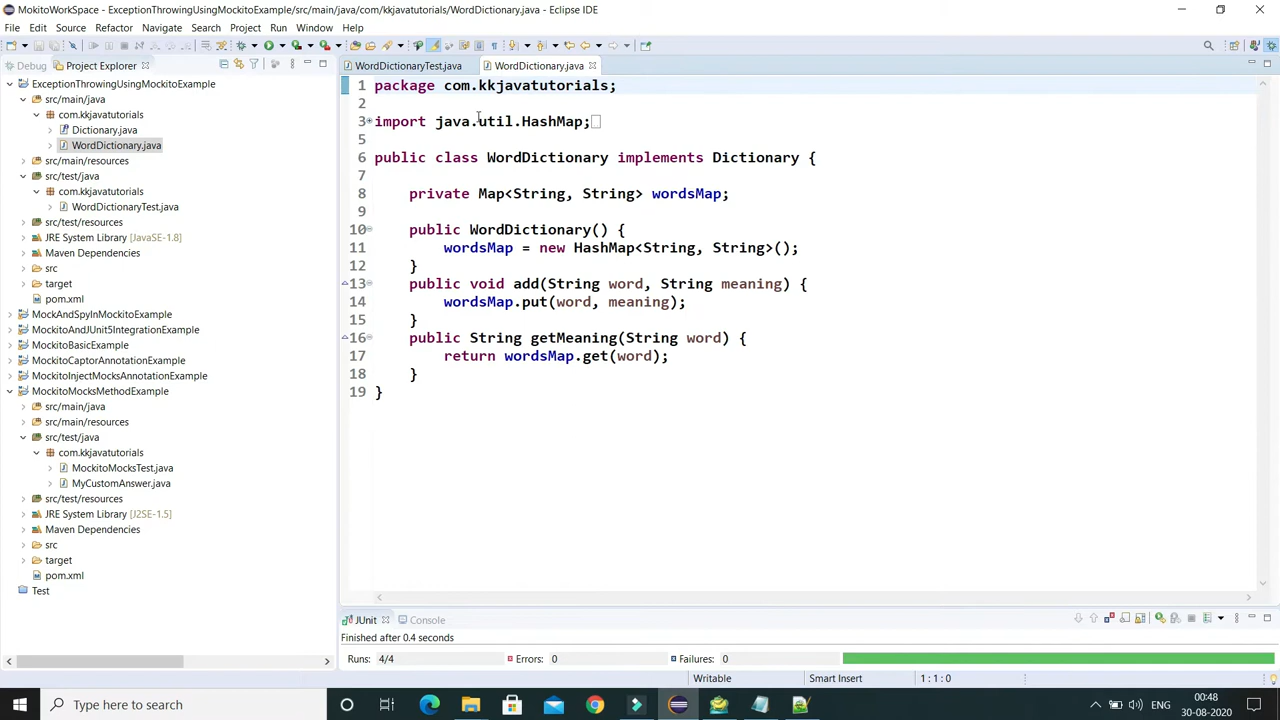 MokitoWorkSpace - ExceptionThrowingUsingMockitoExample/src/main/java/com/kkjavatutorials/WordDictionary.java - Eclipse IDE
File Edit Source Refactor Navigate Search Project Run Window Help
Debug Project Explorer
WordDictionaryTest.java WordDictionary.java
ExceptionThrowingUsingMockitoExample
src/main/java
com.kkjavatutorials
Dictionary.java
WordDictionary.java
src/main/resources
src/test/java
com.kkjavatutorials
WordDictionaryTest.java
src/test/resources
JRE System Library [JavaSE-1.8]
Maven Dependencies
src
target
pom.xml
MockAndSpyInMockitoExample
MockitoAndJUnit5IntegrationExample
MockitoBasicExample
MockitoCaptorAnnotationExample
MockitoInjectMocksAnnotationExample
MockitoMocksMethodExample
src/main/java
src/main/resources
src/test/java
com.kkjavatutorials
MockitoMocksTest.java
MyCustomAnswer.java
src/test/resources
JRE System Library [J2SE-1.5]
Maven Dependencies
src
target
pom.xml
Test
1 package com.kkjavatutorials;
2
3 import java.util.HashMap;
5
6 public class WordDictionary implements Dictionary {
7
8 private Map<String, String> wordsMap;
9
10 public WordDictionary() {
11 wordsMap = new HashMap<String, String>();
12 }
13 public void add(String word, String meaning) {
14 wordsMap.put(word, meaning);
15 }
16 public String getMeaning(String word) {
17 return wordsMap.get(word);
18 }
19 }
JUnit Console
Finished after 0.4 seconds
Runs: 4/4 Errors: 0 Failures: 0
Writable Smart Insert 1 : 1 : 0
Type here to search
ENG
00:48
30-08-2020